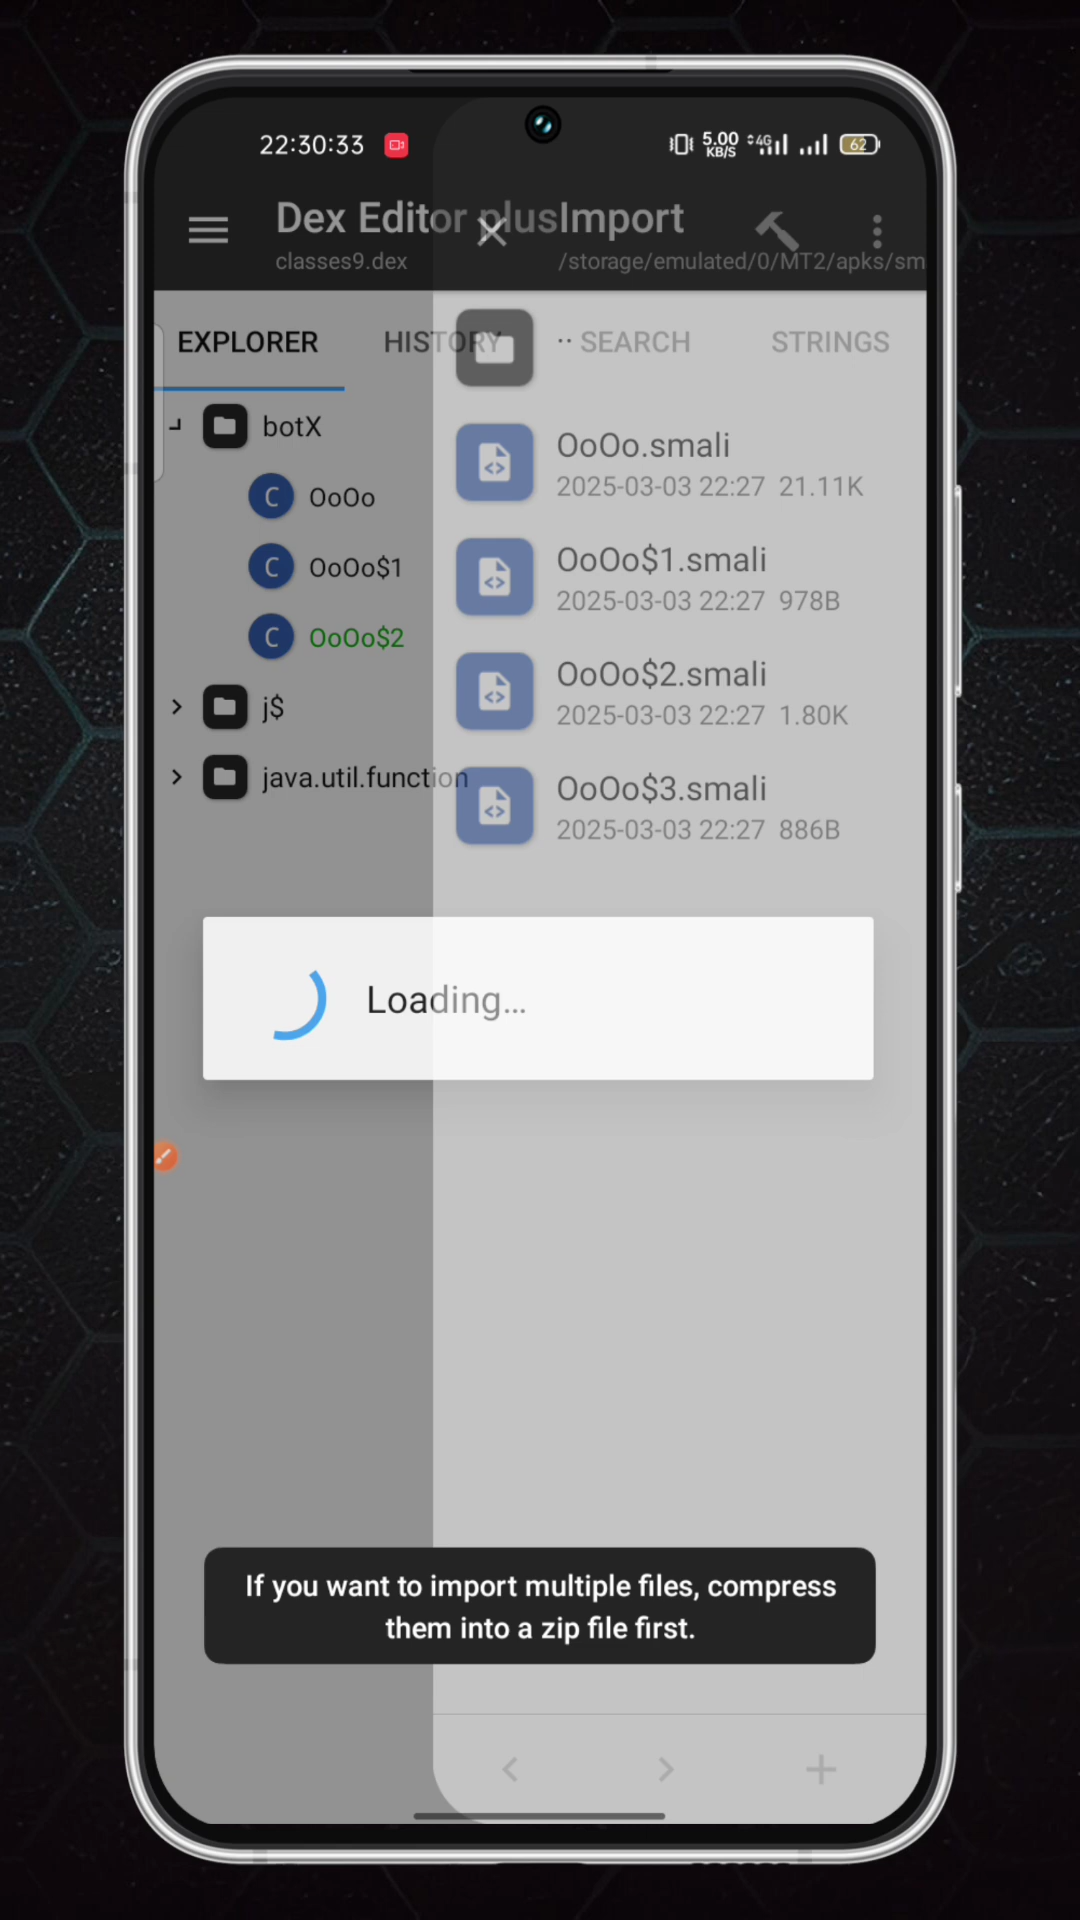 22:30:33
5.00 KB/S
4G
62
Dex Editor plus
Import
classes9.dex
/storage/emulated/0/MT2/apks/sm
EXPLORER
HISTORY
SEARCH
STRINGS
..
botX
C OoOo
C OoOo$1
C OoOo$2
j$
java.util.function
OoOo.smali
2025-03-03 22:27 21.11K
OoOo$1.smali
2025-03-03 22:27 978B
OoOo$2.smali
2025-03-03 22:27 1.80K
OoOo$3.smali
2025-03-03 22:27 886B
Loading...
If you want to import multiple files, compress
them into a zip file first.